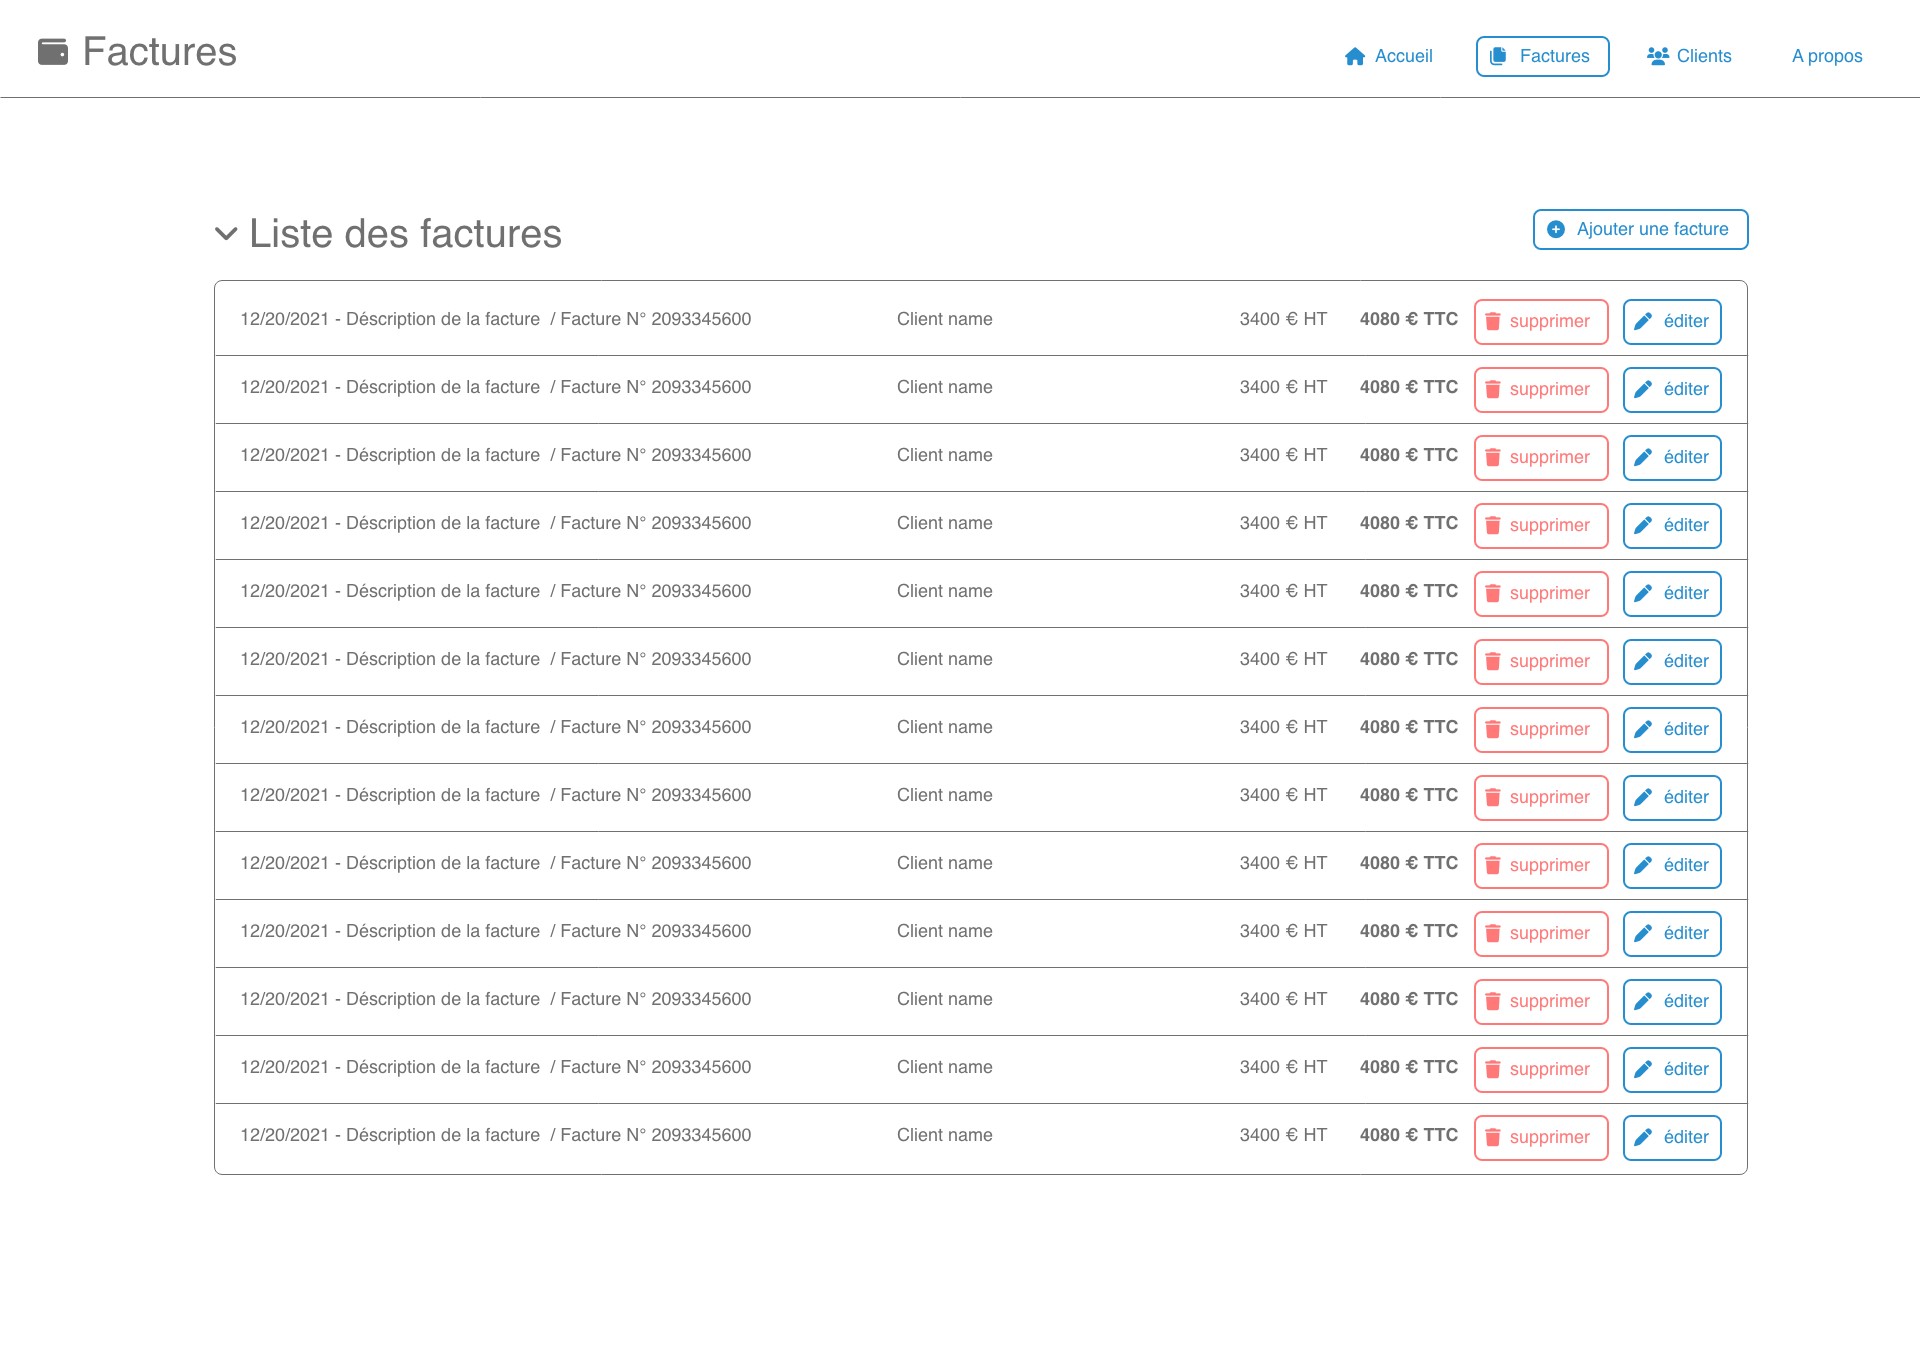 Factures
Accueil Factures Clients A propos
Liste des factures
Ajouter une facture
12/20/2021 - Déscription de la facture / Facture N° 2093345600 Client name 3400 € HT 4080 € TTC supprimer éditer
12/20/2021 - Déscription de la facture / Facture N° 2093345600 Client name 3400 € HT 4080 € TTC supprimer éditer
12/20/2021 - Déscription de la facture / Facture N° 2093345600 Client name 3400 € HT 4080 € TTC supprimer éditer
12/20/2021 - Déscription de la facture / Facture N° 2093345600 Client name 3400 € HT 4080 € TTC supprimer éditer
12/20/2021 - Déscription de la facture / Facture N° 2093345600 Client name 3400 € HT 4080 € TTC supprimer éditer
12/20/2021 - Déscription de la facture / Facture N° 2093345600 Client name 3400 € HT 4080 € TTC supprimer éditer
12/20/2021 - Déscription de la facture / Facture N° 2093345600 Client name 3400 € HT 4080 € TTC supprimer éditer
12/20/2021 - Déscription de la facture / Facture N° 2093345600 Client name 3400 € HT 4080 € TTC supprimer éditer
12/20/2021 - Déscription de la facture / Facture N° 2093345600 Client name 3400 € HT 4080 € TTC supprimer éditer
12/20/2021 - Déscription de la facture / Facture N° 2093345600 Client name 3400 € HT 4080 € TTC supprimer éditer
12/20/2021 - Déscription de la facture / Facture N° 2093345600 Client name 3400 € HT 4080 € TTC supprimer éditer
12/20/2021 - Déscription de la facture / Facture N° 2093345600 Client name 3400 € HT 4080 € TTC supprimer éditer
12/20/2021 - Déscription de la facture / Facture N° 2093345600 Client name 3400 € HT 4080 € TTC supprimer éditer